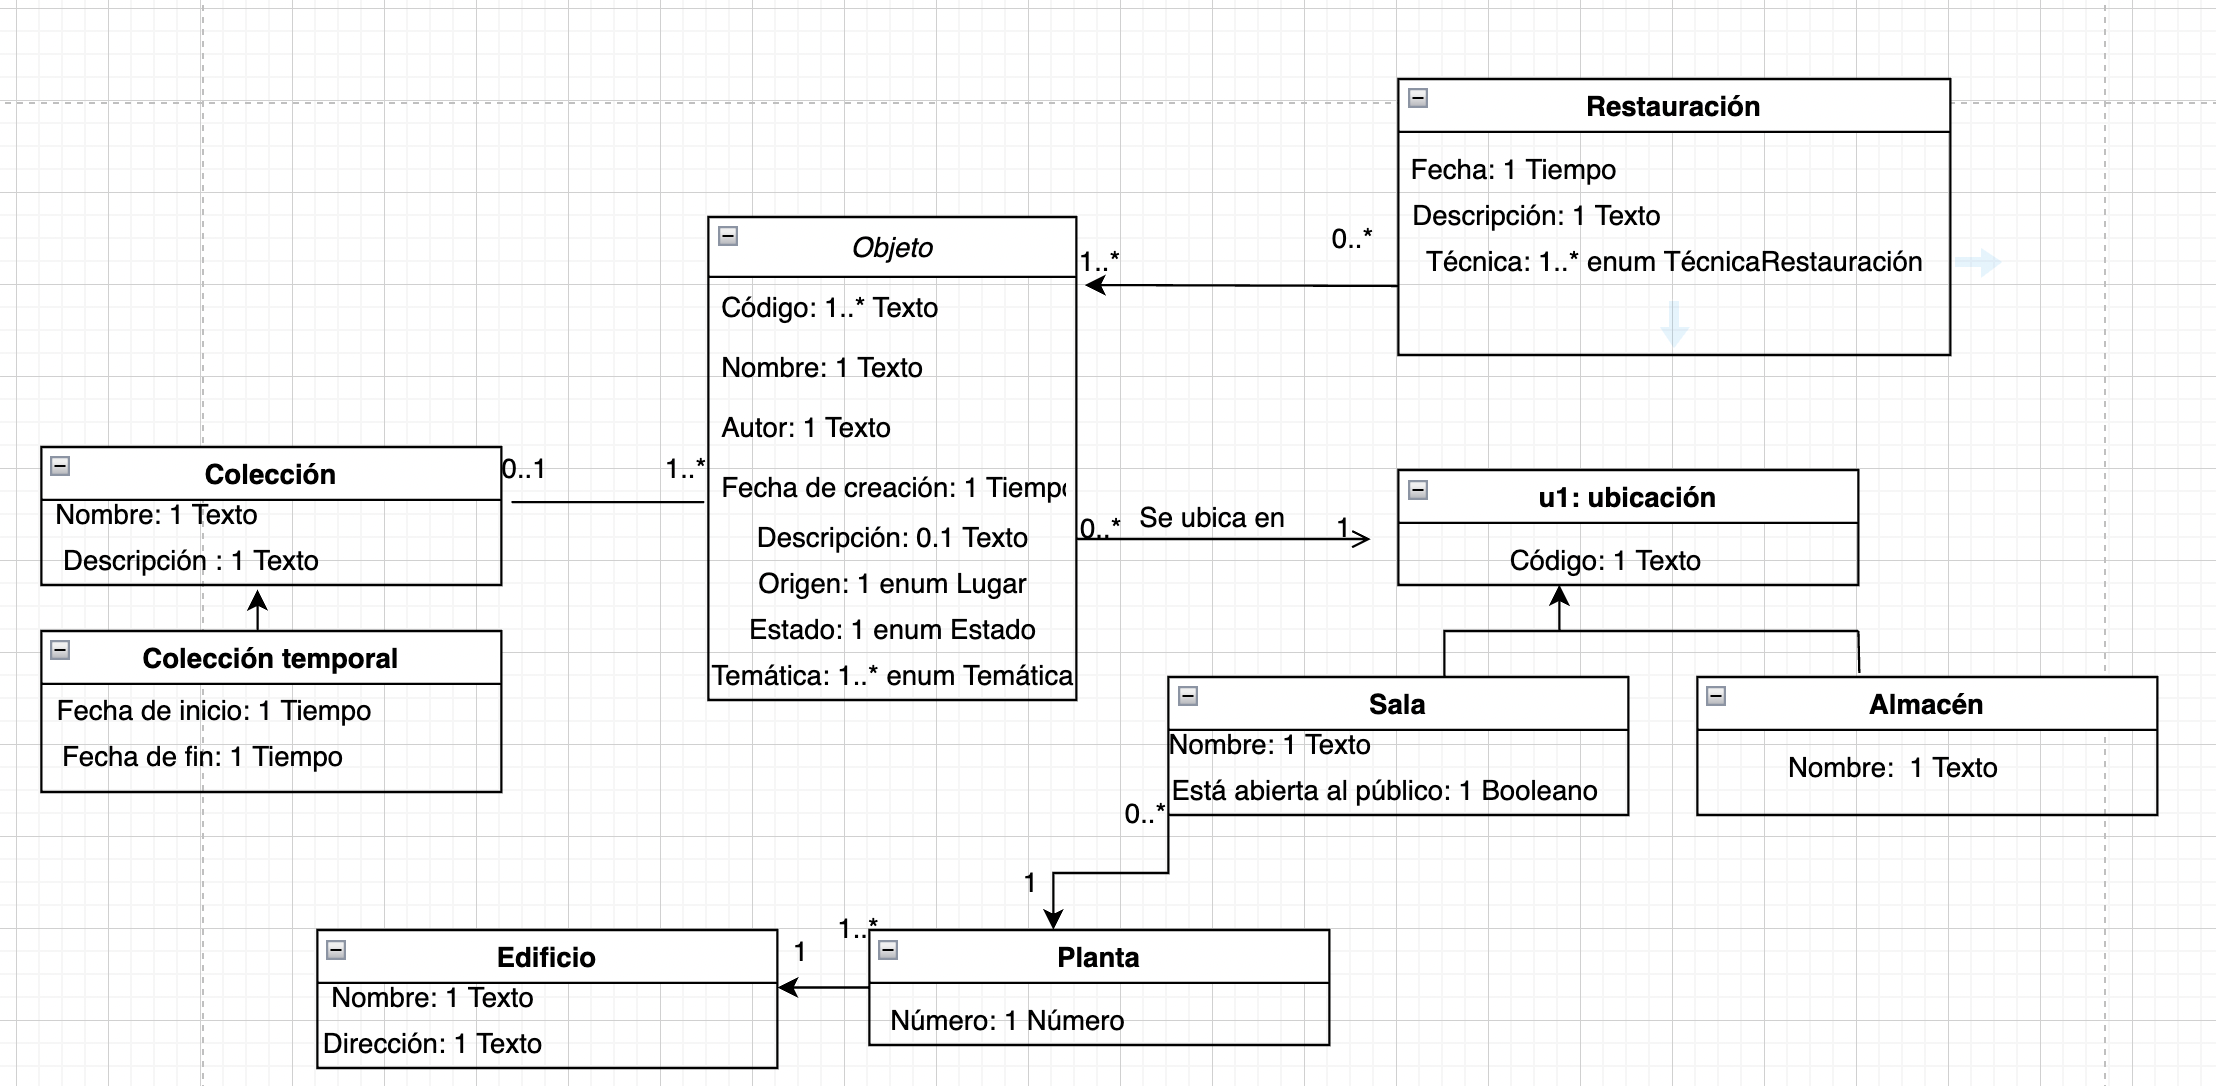 Restauración
Fecha: 1 Tiempo
Descripción: 1 Texto
Técnica: 1..* enum TécnicaRestauración
0..*
1..*
Objeto
Código: 1..* Texto
Nombre: 1 Texto
Autor: 1 Texto
Fecha de creación: 1 Tiempo
Descripción: 0.1 Texto
Origen: 1 enum Lugar
Estado: 1 enum Estado
Temática: 1..* enum Temática
Colección
Nombre: 1 Texto
Descripción : 1 Texto
0..1
1..*
Colección temporal
Fecha de inicio: 1 Tiempo
Fecha de fin: 1 Tiempo
0..*
Se ubica en
1
u1: ubicación
Código: 1 Texto
Sala
Nombre: 1 Texto
Está abierta al público: 1 Booleano
Almacén
Nombre: 1 Texto
0..*
1
Edificio
Nombre: 1 Texto
Dirección: 1 Texto
1
1..*
Planta
Número: 1 Número